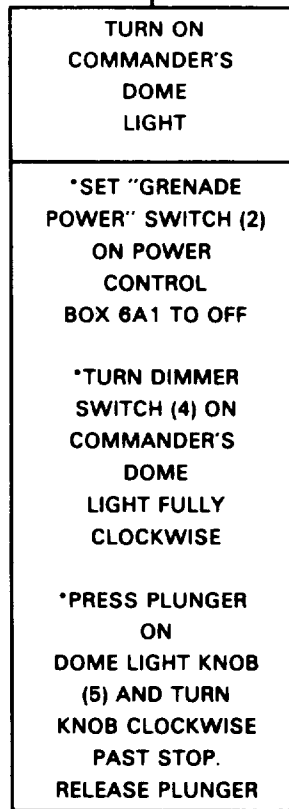 TURN ON
COMMANDER'S
DOME
LIGHT
*SET "GRENADE
POWER" SWITCH (2)
ON POWER
CONTROL
BOX 6A1 TO OFF
*TURN DIMMER
SWITCH (4) ON
COMMANDER'S
DOME
LIGHT FULLY
CLOCKWISE
*PRESS PLUNGER
ON
DOME LIGHT KNOB
(5) AND TURN
KNOB CLOCKWISE
PAST STOP.
RELEASE PLUNGER